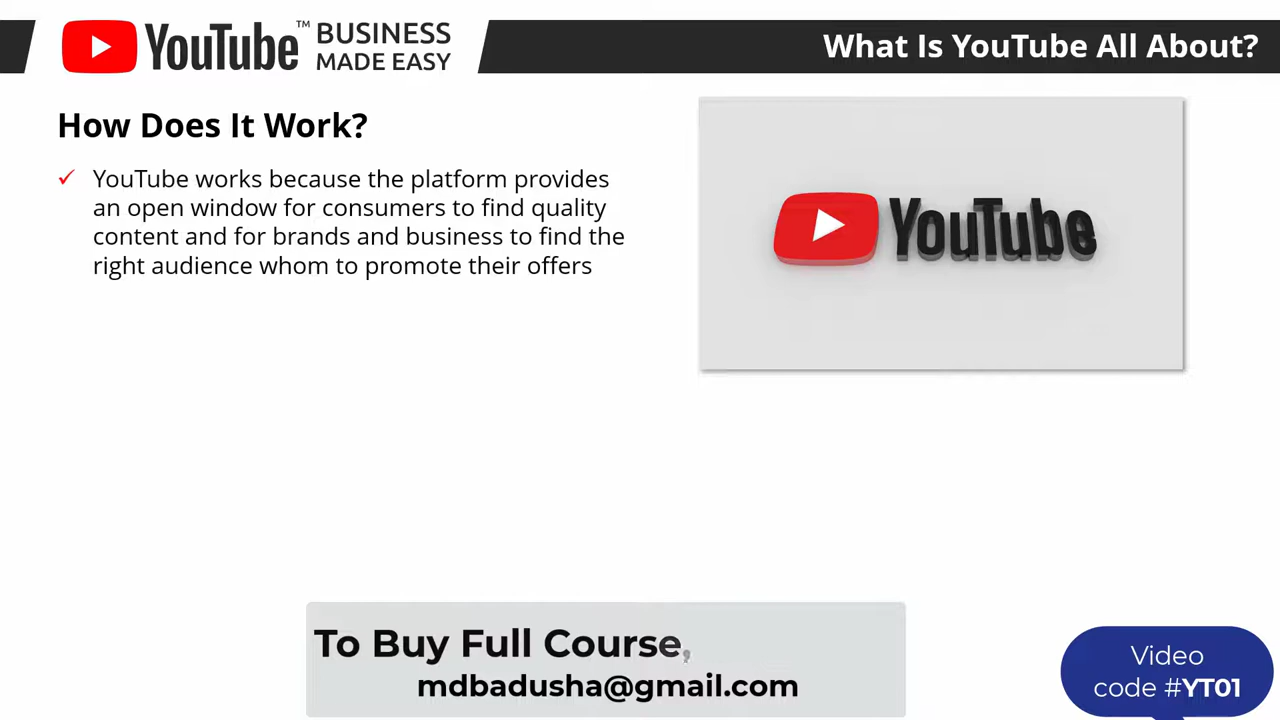 YouTube™ BUSINESS
MADE EASY
What Is YouTube All About?
How Does It Work?
YouTube works because the platform provides
an open window for consumers to find quality
content and for brands and business to find the
right audience whom to promote their offers
YouTube
To Buy Full Course,
mdbadusha@gmail.com
Video
code #YT01